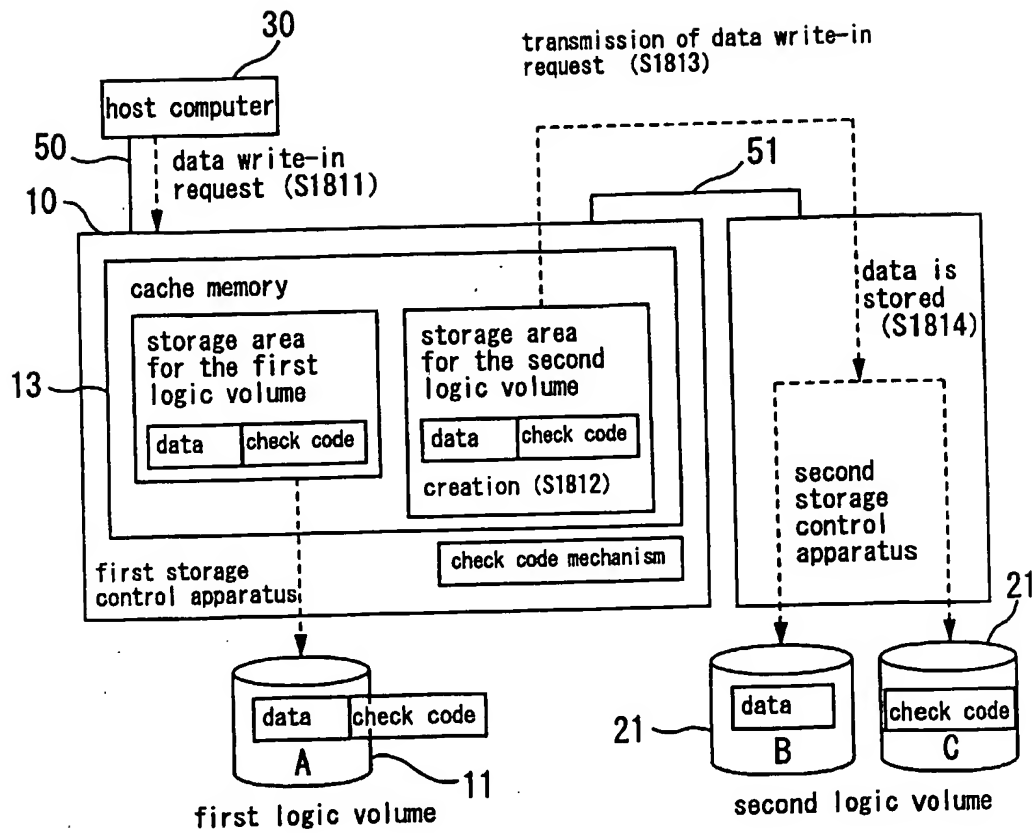 30
transmission of data write-in
request (S1813)
host computer
50
data write-in
request (S1811)
51
10
cache memory
storage area
for the first
logic volume
storage area
for the second
logic volume
data is
stored
(S1814)
13
data
check code
data
check code
creation (S1812)
second
storage
control
apparatus
check code mechanism
first storage
control apparatus
21
data
check code
A
11
first logic volume
21
data
B
check code
C
second logic volume